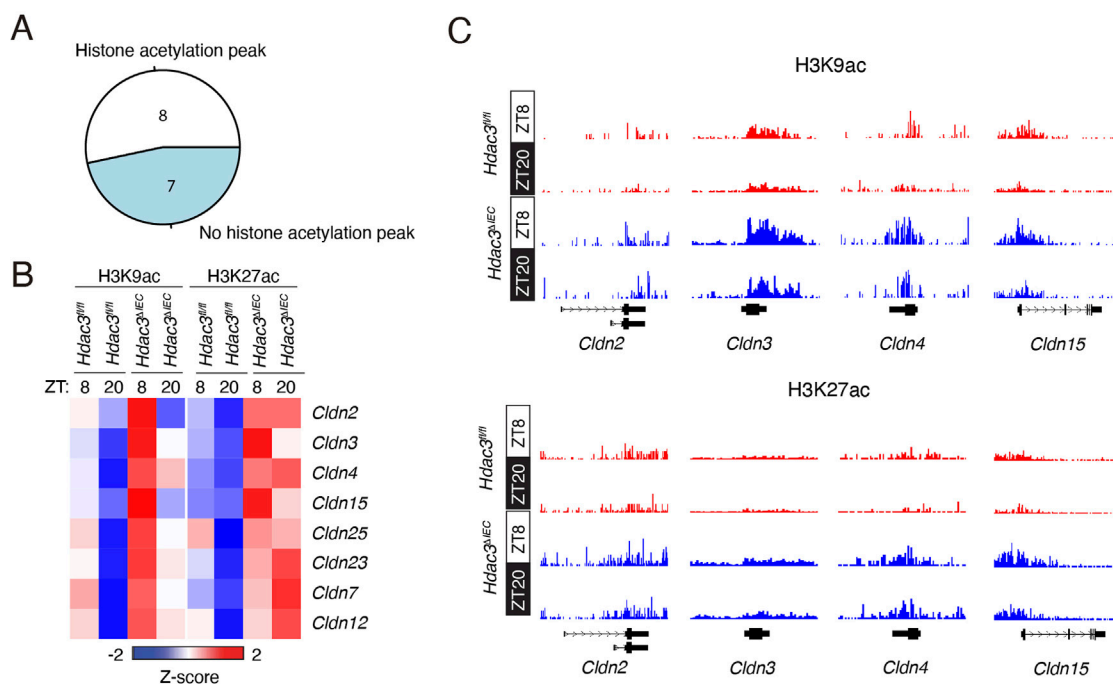 A
Histone acetylation peak
8
7
No histone acetylation peak
B
H3K9ac H3K27ac
Hdac3fl/fl Hdac3fl/fl Hdac3ΔIEC Hdac3ΔIEC Hdac3fl/fl Hdac3fl/fl Hdac3ΔIEC Hdac3ΔIEC
ZT: 8 20 8 20 8 20 8 20
Cldn2
Cldn3
Cldn4
Cldn15
Cldn25
Cldn23
Cldn7
Cldn12
-2 2
Z-score
C
H3K9ac
Hdac3fl/fl
ZT8
ZT20
Hdac3ΔIEC
ZT8
ZT20
Cldn2 Cldn3 Cldn4 Cldn15
H3K27ac
Hdac3fl/fl
ZT8
ZT20
Hdac3ΔIEC
ZT8
ZT20
Cldn2 Cldn3 Cldn4 Cldn15